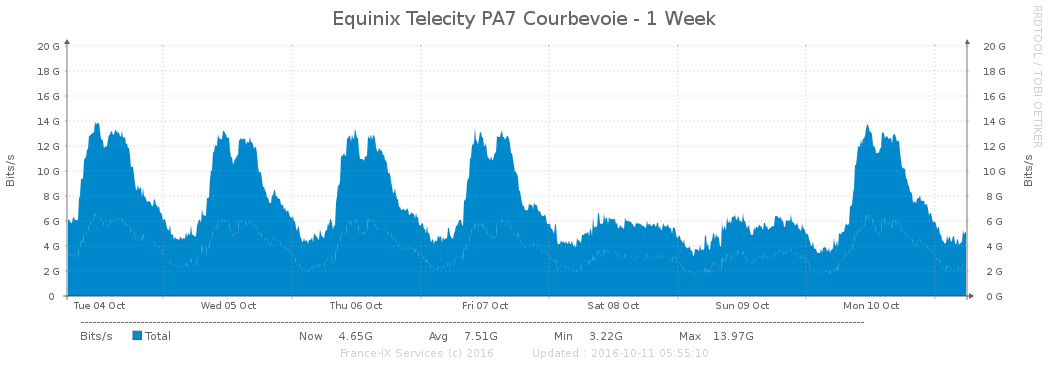 Equinix Telecity PA7 Courbevoie - 1 Week
RRDTOOL / TOBI OETIKER
Bits/s
20 G
18 G
16 G
14 G
12 G
10 G
8 G
6 G
4 G
2 G
0
20 G
18 G
16 G
14 G
12 G
10 G
8 G
6 G
4 G
2 G
0 G
Bits/s
Tue 04 Oct Wed 05 Oct Thu 06 Oct Fri 07 Oct Sat 08 Oct Sun 09 Oct Mon 10 Oct
Bits/s Total Now 4.65G Avg 7.51G Min 3.22G Max 13.97G
France-IX Services (c) 2016 Updated : 2016-10-11 05:55:10